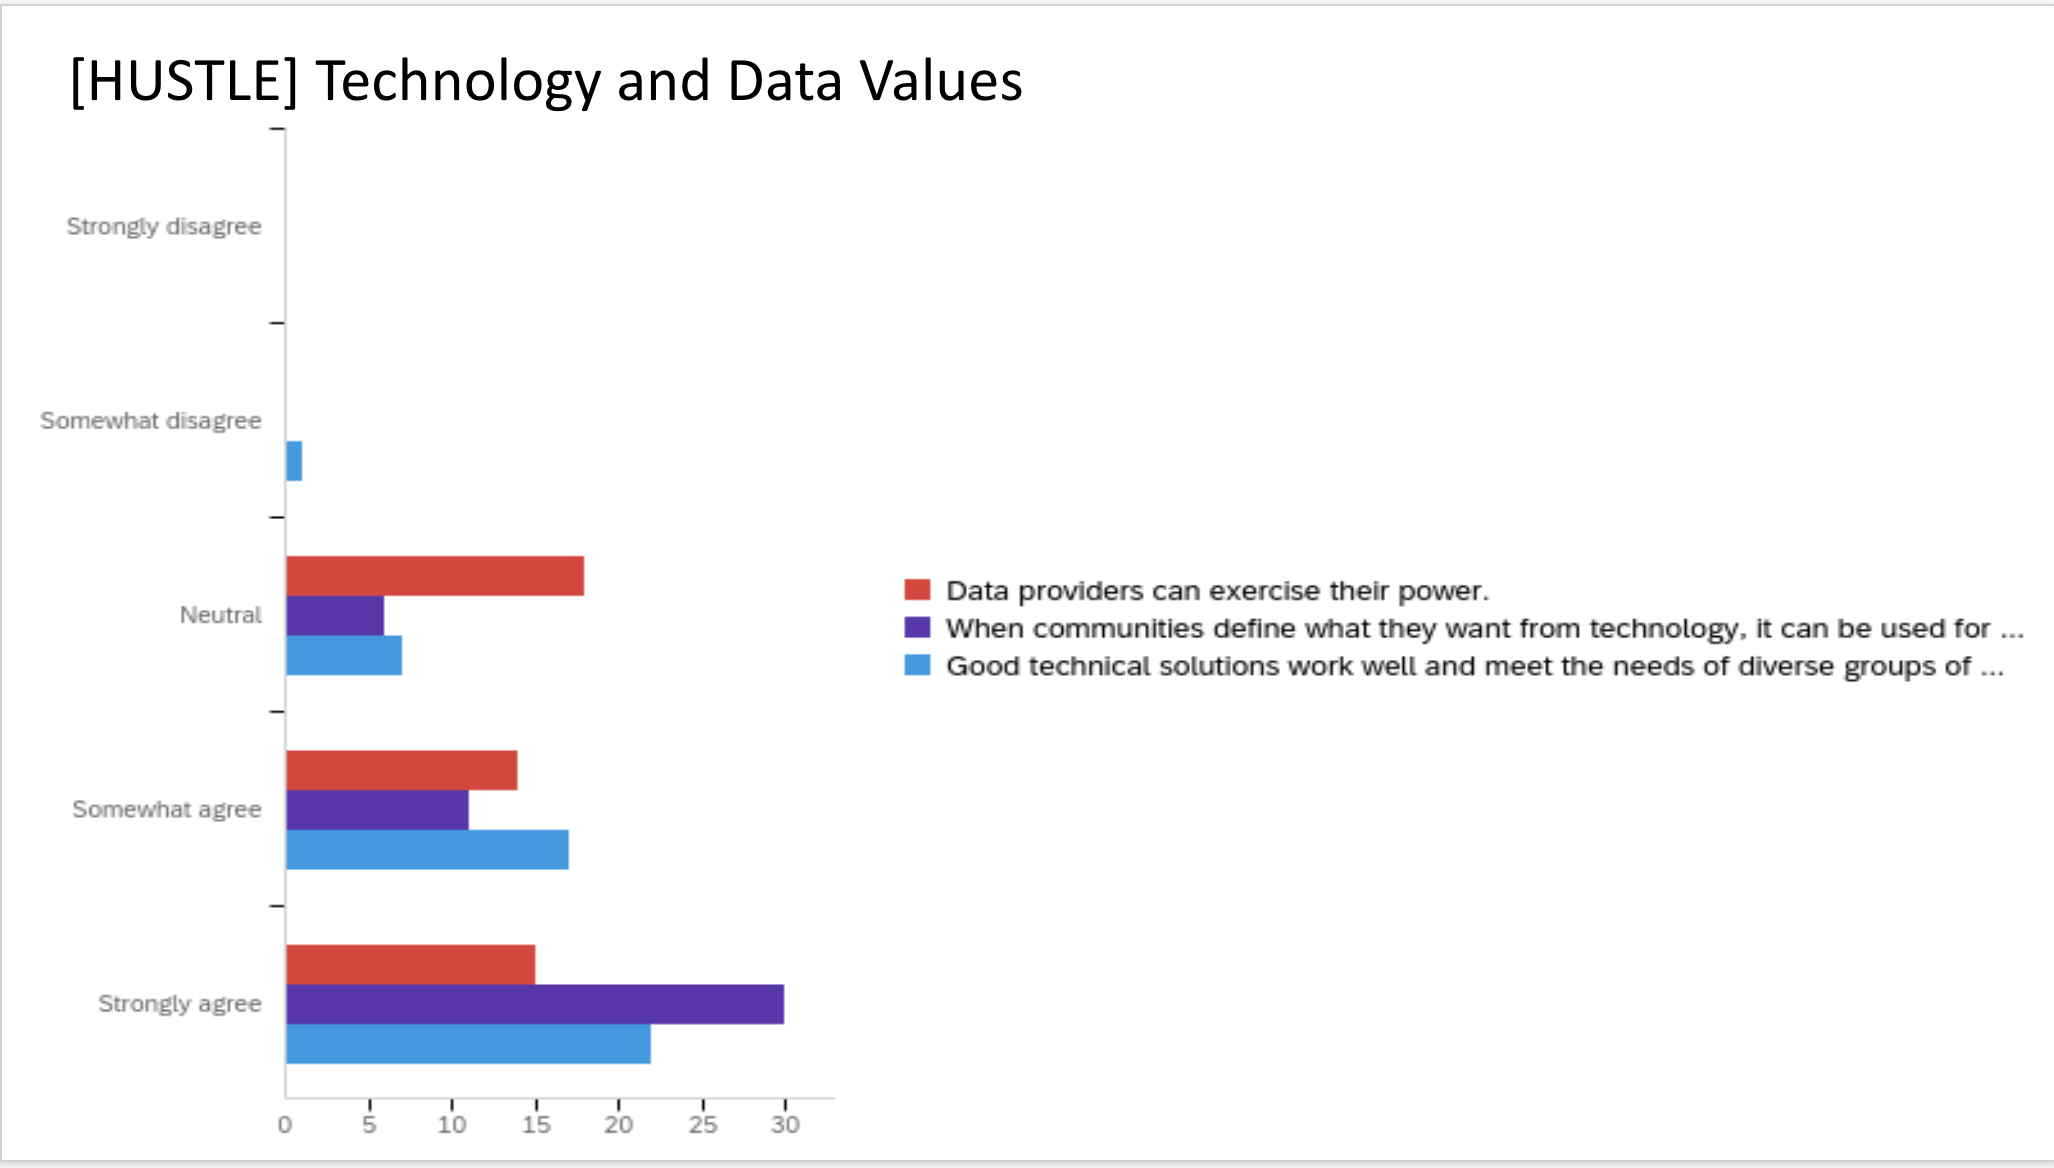 [HUSTLE] Technology and Data Values
Strongly disagree
Somewhat disagree
Neutral
Somewhat agree
Strongly agree
0 5 10 15 20 25 30
Data providers can exercise their power.
When communities define what they want from technology, it can be used for ...
Good technical solutions work well and meet the needs of diverse groups of ...